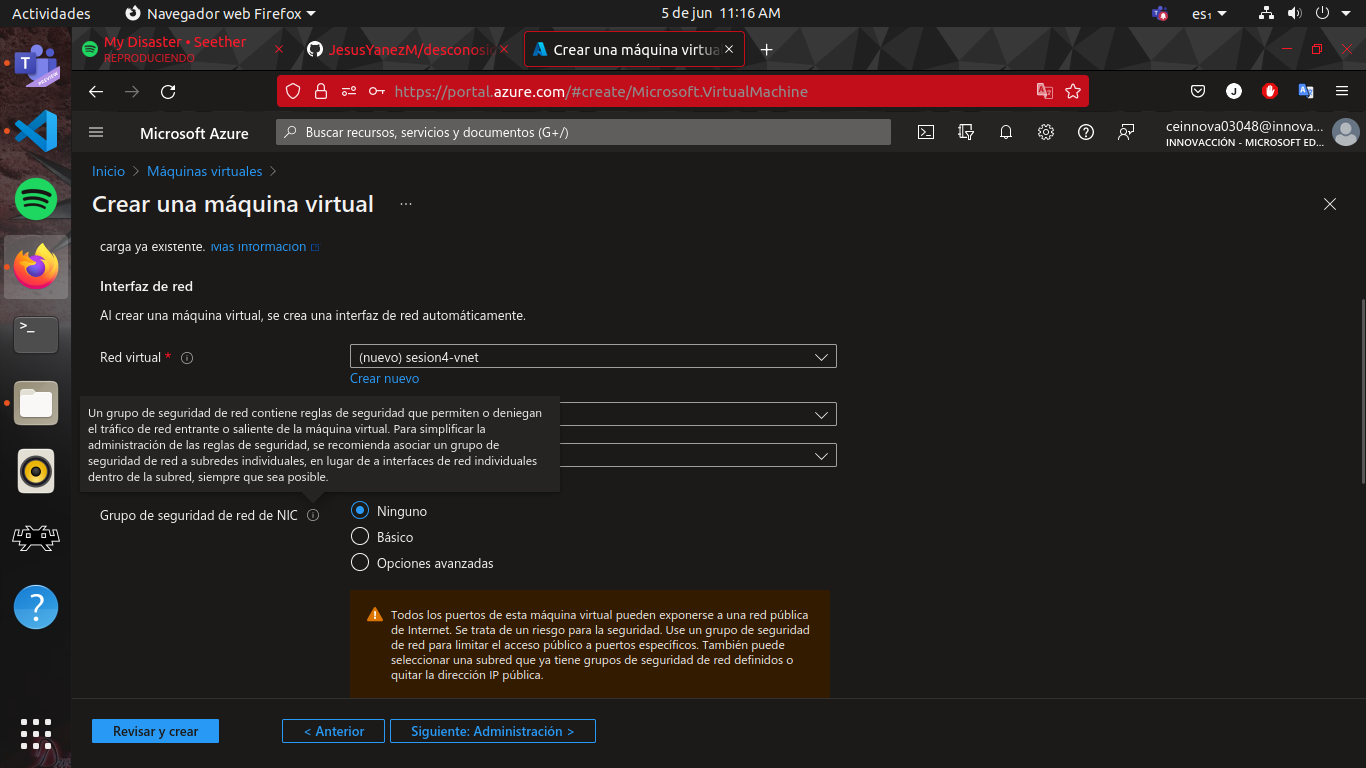 Actividades
Navegador web Firefox
5 de jun 11:16 AM
es₁
My Disaster • Seether
REPRODUCIENDO
JesusYanezM/desconosi
Crear una máquina virtua
https://portal.azure.com/#create/Microsoft.VirtualMachine
J
Microsoft Azure
Buscar recursos, servicios y documentos (G+/)
ceinnova03048@innova...
INNOVACCIÓN - MICROSOFT ED...
Inicio > Máquinas virtuales >
Crear una máquina virtual
...
carga ya existente. Más información
Interfaz de red
Al crear una máquina virtual, se crea una interfaz de red automáticamente.
Red virtual *
(nuevo) sesion4-vnet
Crear nuevo
Un grupo de seguridad de red contiene reglas de seguridad que permiten o deniegan
el tráfico de red entrante o saliente de la máquina virtual. Para simplificar la
administración de las reglas de seguridad, se recomienda asociar un grupo de
seguridad de red a subredes individuales, en lugar de a interfaces de red individuales
dentro de la subred, siempre que sea posible.
Grupo de seguridad de red de NIC
Ninguno
Básico
Opciones avanzadas
Todos los puertos de esta máquina virtual pueden exponerse a una red pública
de Internet. Se trata de un riesgo para la seguridad. Use un grupo de seguridad
de red para limitar el acceso público a puertos específicos. También puede
seleccionar una subred que ya tiene grupos de seguridad de red definidos o
quitar la dirección IP pública.
Revisar y crear
< Anterior
Siguiente: Administración >